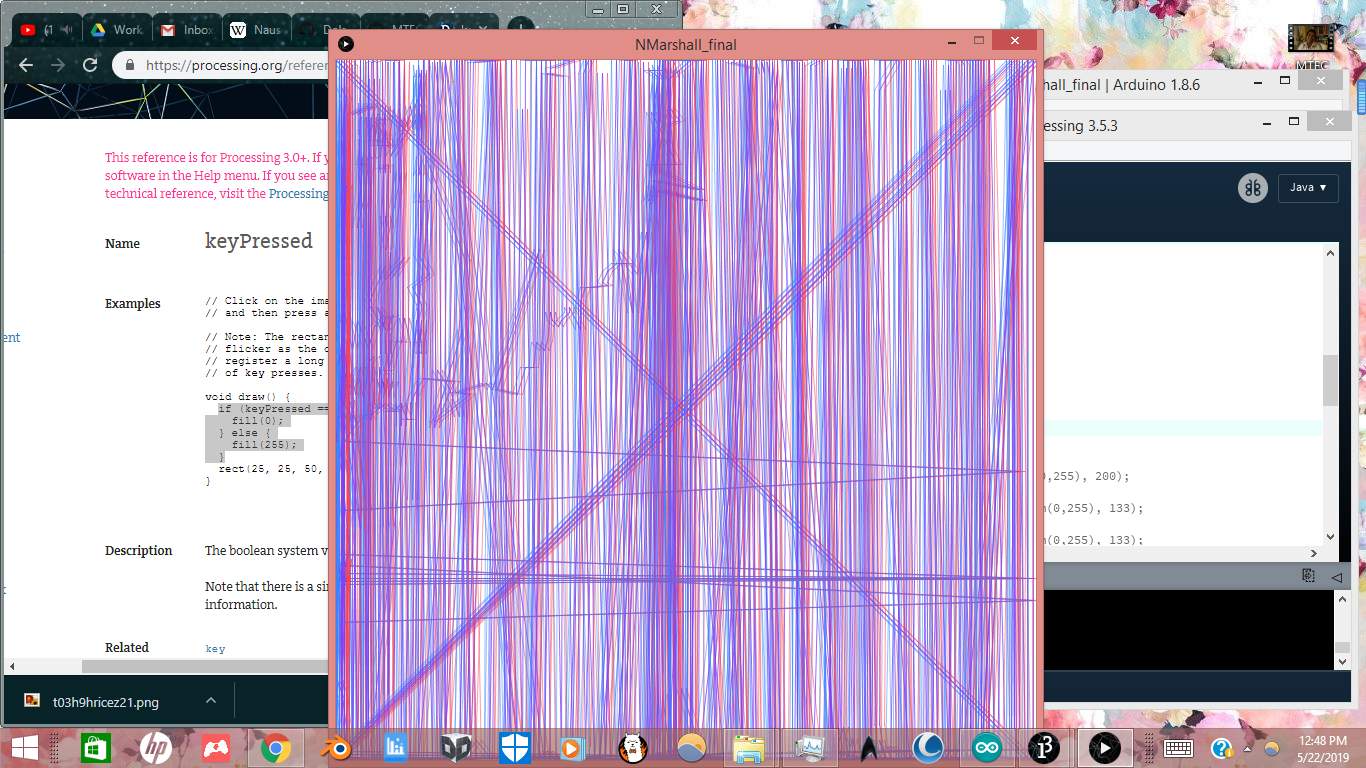 (1
Work
Inbox
Naus
MTEC
https://processing.org/refere
NMarshall_final
MTEC
hall_final | Arduino 1.8.6
essing 3.5.3
Java ▼
This reference is for Processing 3.0+. If y
software in the Help menu. If you see a
technical reference, visit the Processing
Name
keyPressed
Examples
// Click on the ima
// and then press a
// Note: The rectan
// flicker as the o
// register a long
// of key presses.
ent
void draw() {
if (keyPressed ==
fill(0);
} else {
fill(255);
}
rect(25, 25, 50,
}
0,255), 200);
n(0,255), 133);
n(0,255), 133);
Description
The boolean system v
Note that there is a si
information.
Related
key
t03h9hricez21.png
12:48 PM
5/22/2019